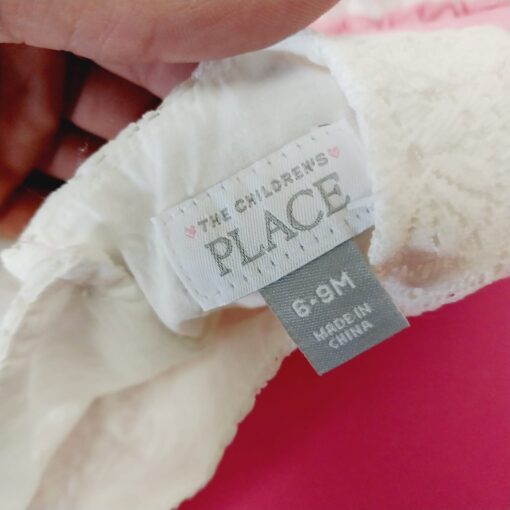 THE CHILDREN'S
PLACE
6-9M
MADE IN
CHINA